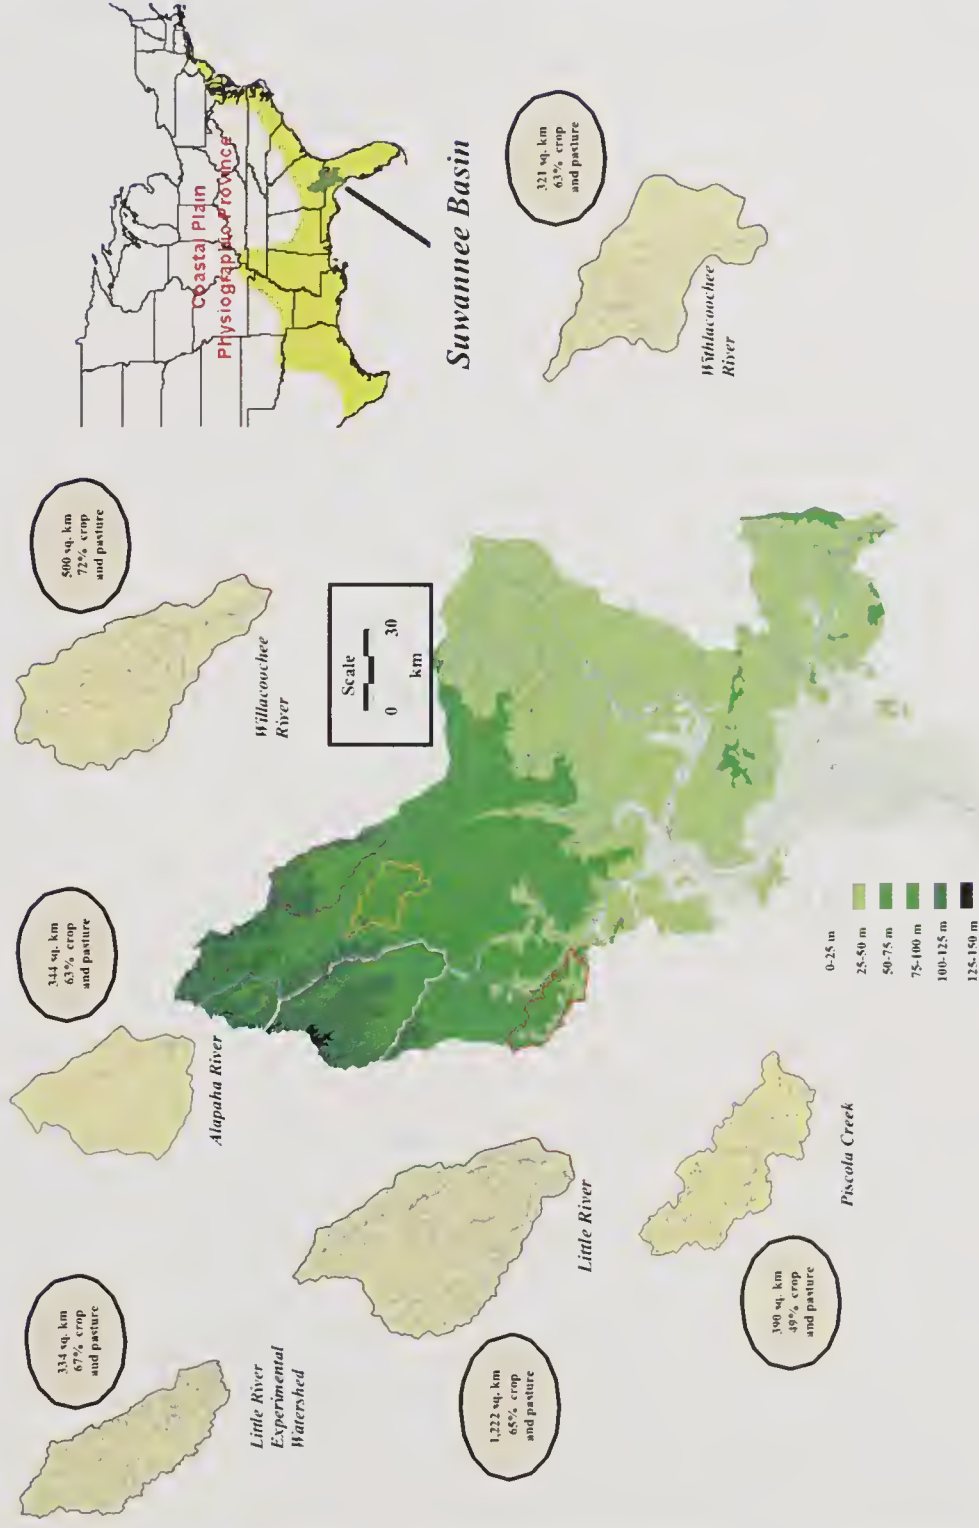 334 sq. km
67% crop
and pasture
Little River
Experimental
Watershed
344 sq. km
63% crop
and pasture
Alapaha River
500 sq. km
72% crop
and pasture
Willacoochee
River
Coastal Plain
Physiographic Province
Suwannee Basin
Scale
0 30
km
1,222 sq. km
65% crop
and pasture
Little River
390 sq. km
49% crop
and pasture
Piscola Creek
321 sq. km
63% crop
and pasture
Withlacoochee
River
0-25 m
25-50 m
50-75 m
75-100 m
100-125 m
125-150 m